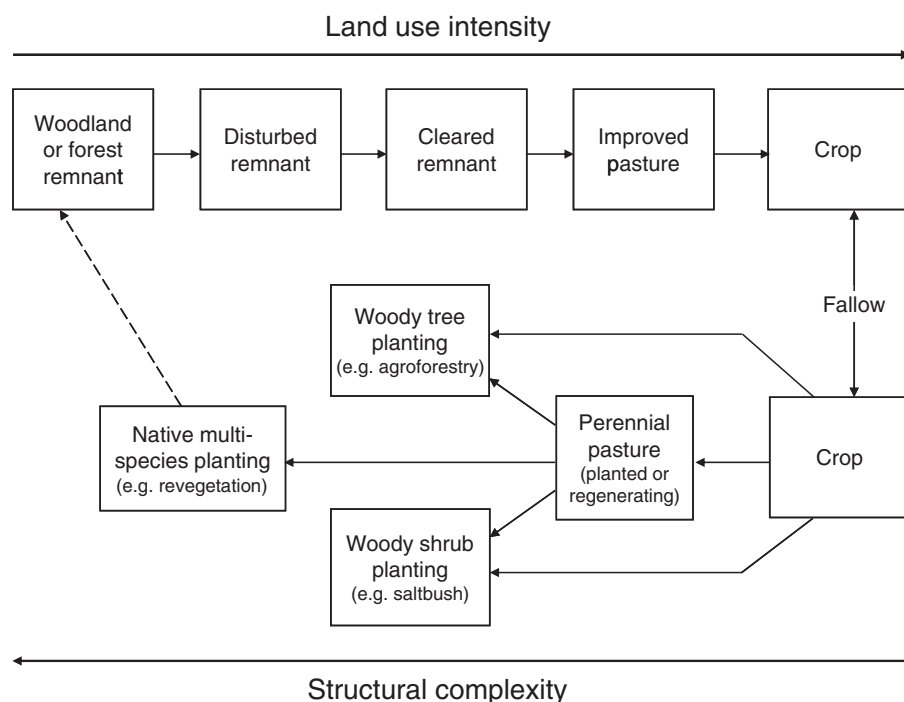 Land use intensity
Woodland
or forest
remnant
Disturbed
remnant
Cleared
remnant
Improved
pasture
Crop
Fallow
Woody tree
planting
(e.g. agroforestry)
Native multi-
species planting
(e.g. revegetation)
Perennial
pasture
(planted or
regenerating)
Crop
Woody shrub
planting
(e.g. saltbush)
Structural complexity